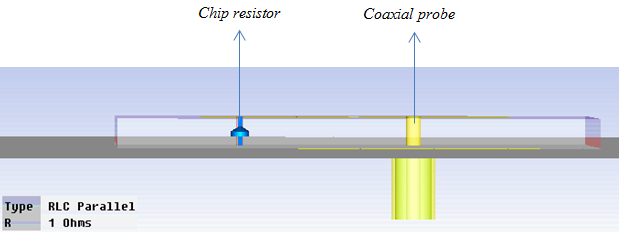 Chip resistor
Coaxial probe
Type RLC Parallel
R 1 Ohms